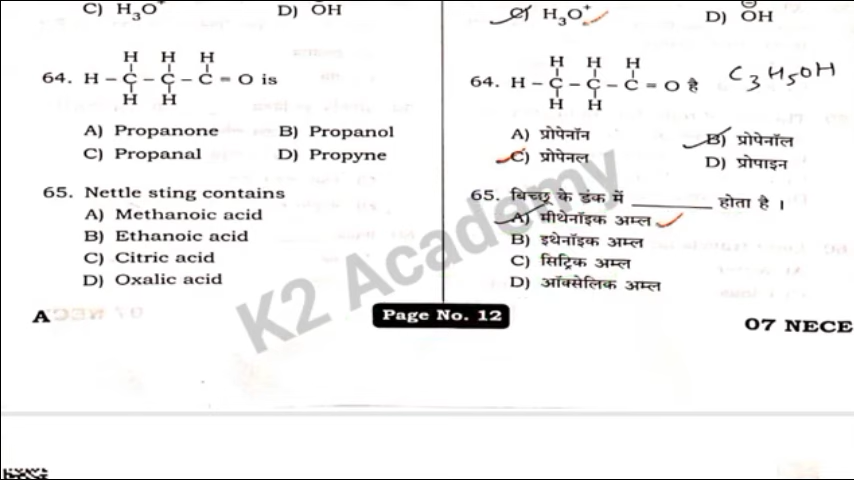 C) H₃O⁺ D) ⊖OH
64. H H H
H – C – C – C = O is
H H
A) Propanone B) Propanol
C) Propanal D) Propyne
65. Nettle sting contains
A) Methanoic acid
B) Ethanoic acid
C) Citric acid
D) Oxalic acid
C) H₃O⁺ D) ⊖OH
64. H H H
H – C – C – C = O है C₃H₅OH
H H
A) प्रोपेनॉन B) प्रोपेनॉल
C) प्रोपेनल D) प्रोपाइन
65. बिच्छू के डंक में ________ होता है ।
A) मीथेनॉइक अम्ल
B) इथेनॉइक अम्ल
C) सिट्रिक अम्ल
D) ऑक्सेलिक अम्ल
K2 Academy
A Page No. 12 07 NECE